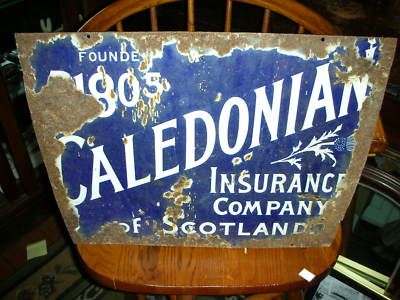 FOUNDE
1805
CALEDONIAN
INSURANCE
COMPANY
OF SCOTLAND